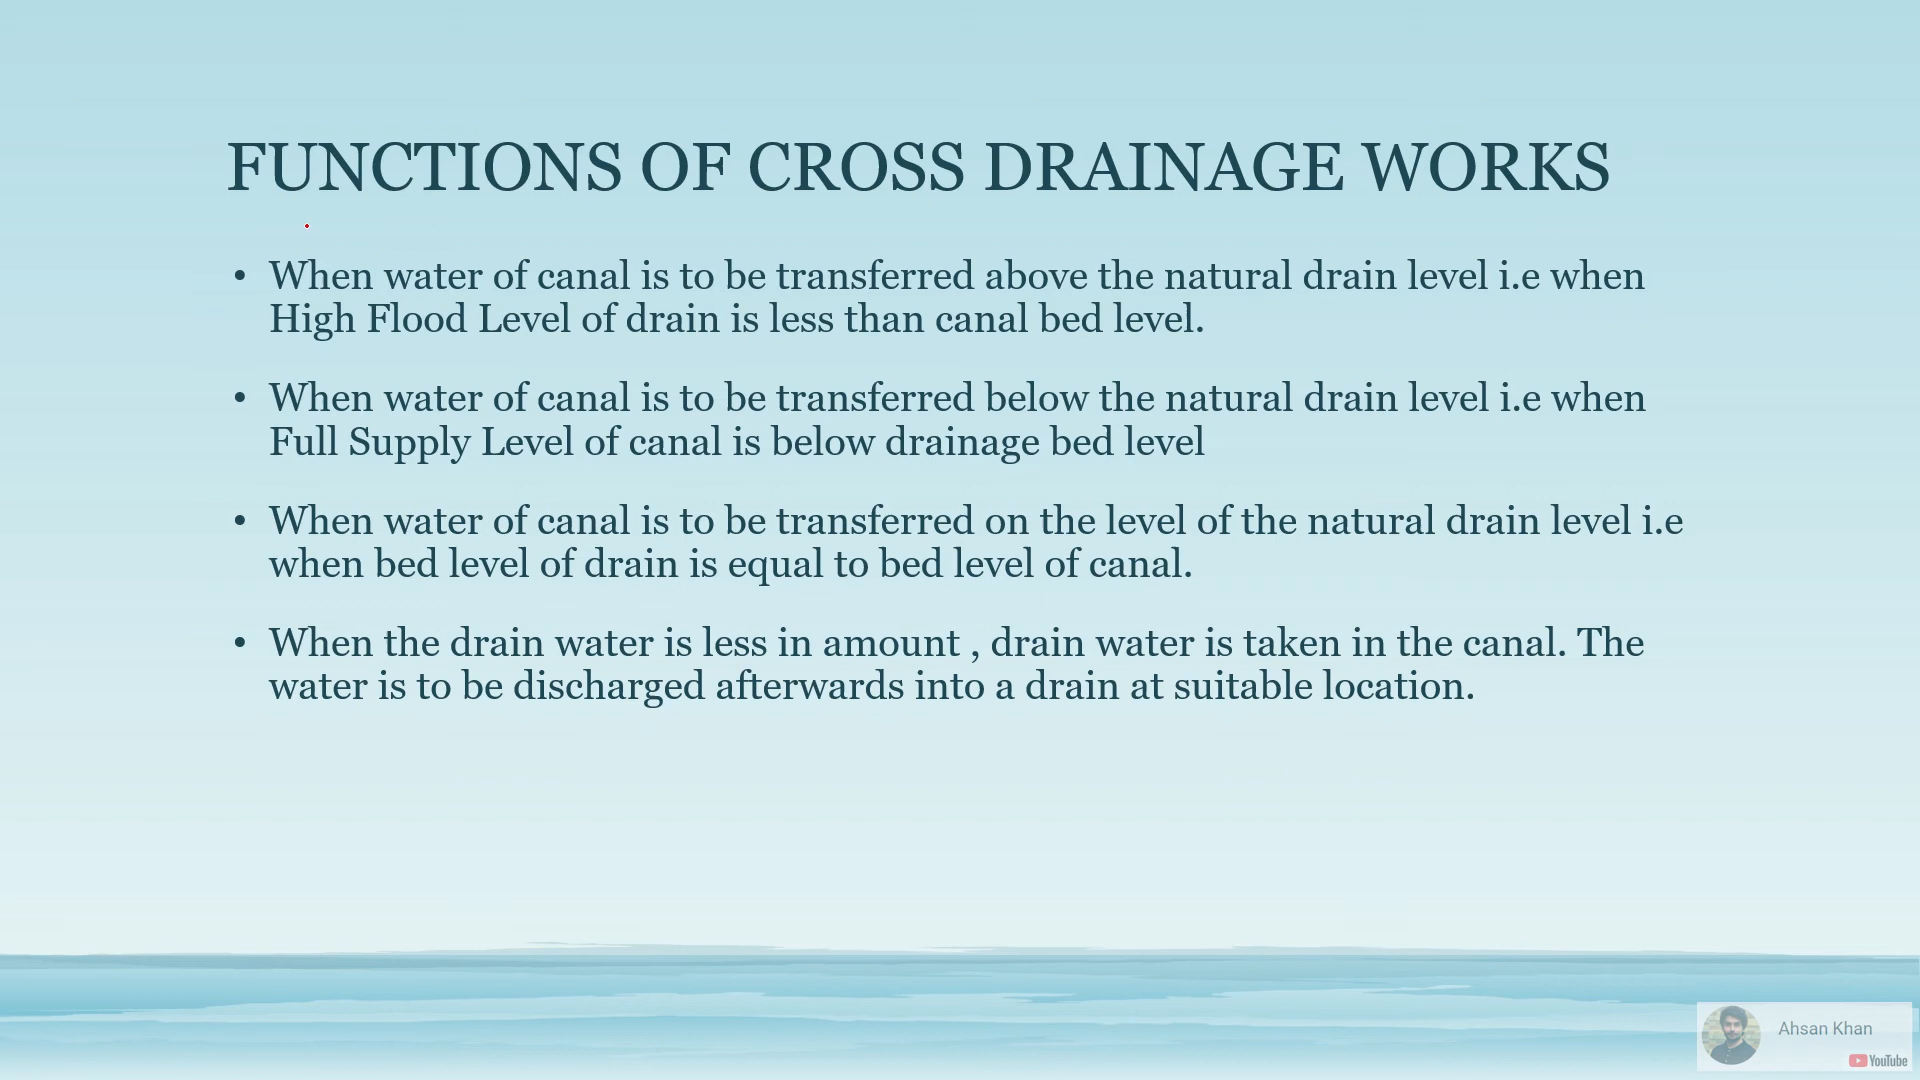 FUNCTIONS OF CROSS DRAINAGE WORKS
• When water of canal is to be transferred above the natural drain level i.e when
High Flood Level of drain is less than canal bed level.
• When water of canal is to be transferred below the natural drain level i.e when
Full Supply Level of canal is below drainage bed level
• When water of canal is to be transferred on the level of the natural drain level i.e
when bed level of drain is equal to bed level of canal.
• When the drain water is less in amount , drain water is taken in the canal. The
water is to be discharged afterwards into a drain at suitable location.
Ahsan Khan
YouTube